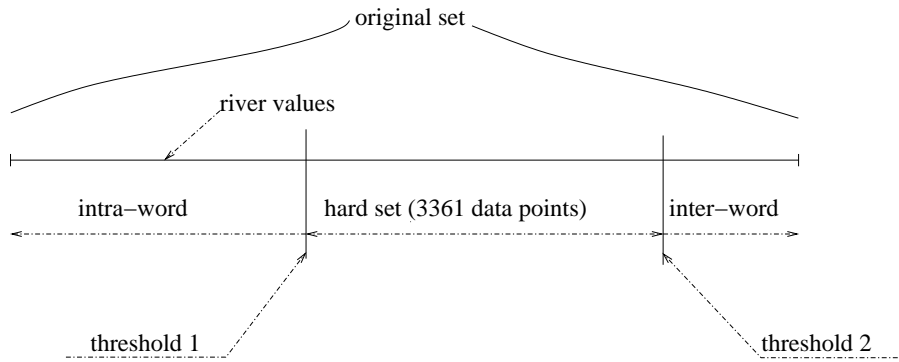 original set
river values
intra−word
hard set (3361 data points)
inter−word
threshold 1
threshold 2